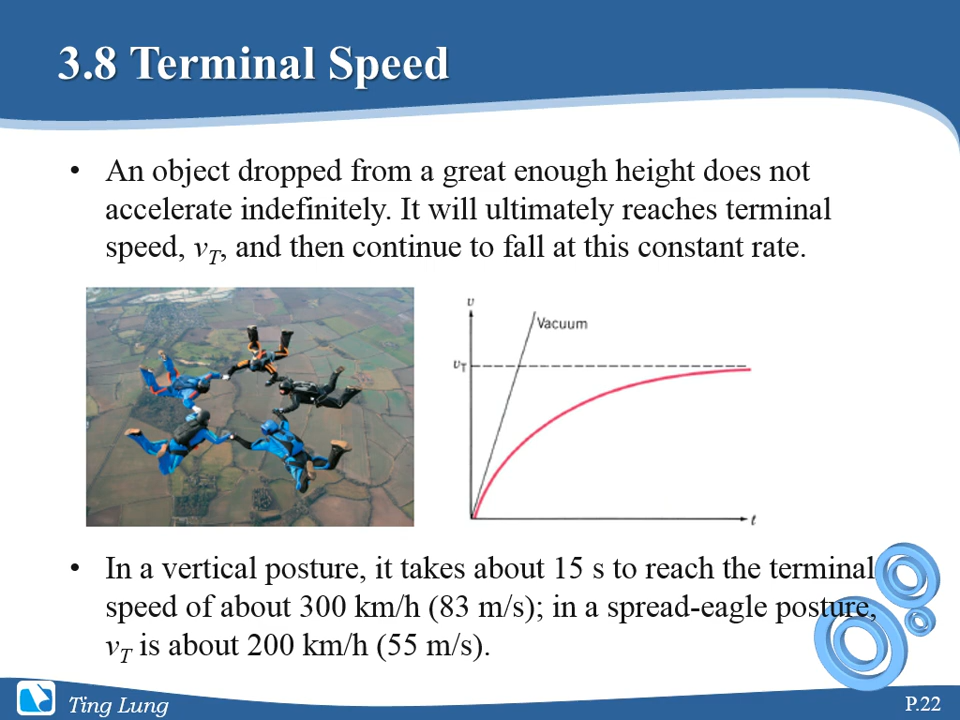 3.8 Terminal Speed
• An object dropped from a great enough height does not
accelerate indefinitely. It will ultimately reaches terminal
speed, vT, and then continue to fall at this constant rate.
υ
Vacuum
υT
t
• In a vertical posture, it takes about 15 s to reach the terminal
speed of about 300 km/h (83 m/s); in a spread-eagle posture,
vT is about 200 km/h (55 m/s).
Ting Lung
P.22